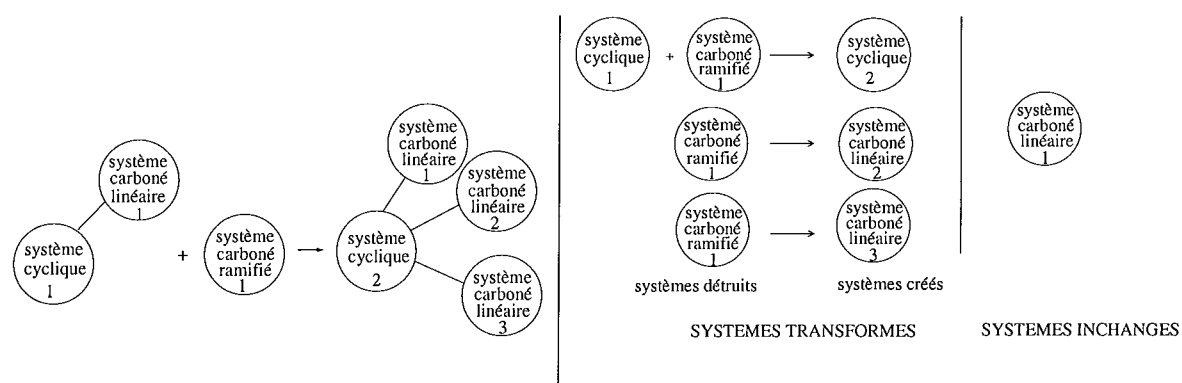 système
carboné
linéaire
1
système
cyclique
1
+
système
carboné
ramifié
1
système
cyclique
2
système
carboné
linéaire
1
système
carboné
linéaire
2
système
carboné
linéaire
3
système
cyclique
1
+
système
carboné
ramifié
1
système
cyclique
2
système
carboné
ramifié
1
système
carboné
linéaire
2
système
carboné
ramifié
1
système
carboné
linéaire
3
systèmes détruits
systèmes créés
SYSTEMES TRANSFORMES
système
carboné
linéaire
1
SYSTEMES INCHANGES